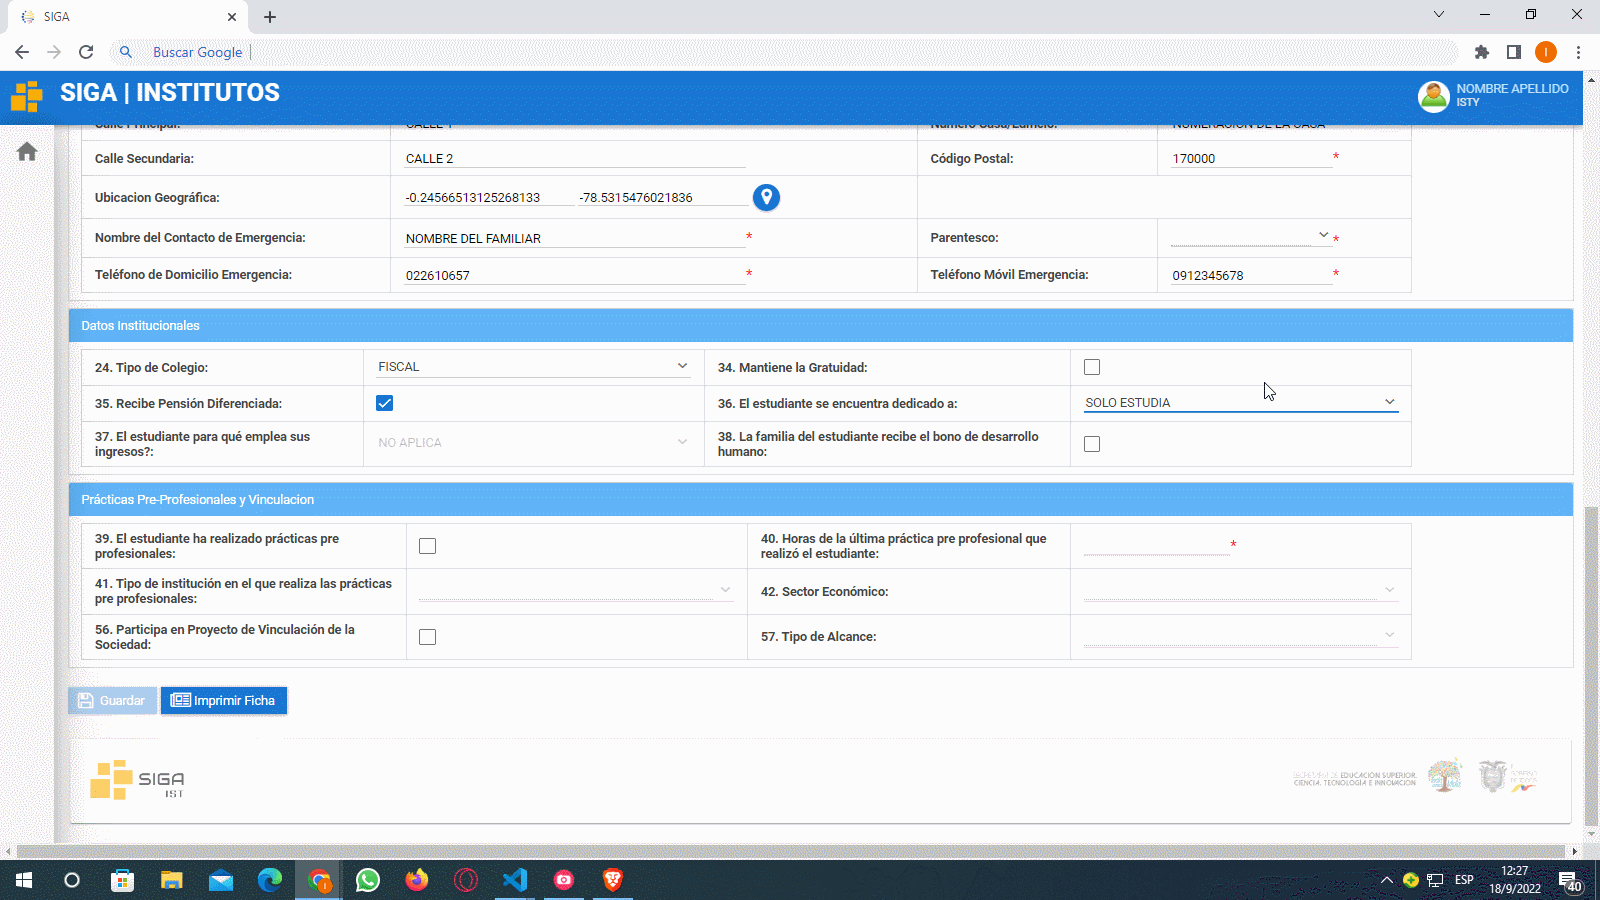 SIGA
Buscar Google
SIGA | INSTITUTOS
NOMBRE APELLIDO
ISTY
Calle Principal:
CALLE 1
Número Casa/Edificio:
NUMERACION DE LA CASA
Calle Secundaria:
CALLE 2
Código Postal:
170000 *
Ubicacion Geográfica:
-0.24566513125268133
-78.5315476021836
Nombre del Contacto de Emergencia:
NOMBRE DEL FAMILIAR *
Parentesco:
*
Teléfono de Domicilio Emergencia:
022610657 *
Teléfono Móvil Emergencia:
0912345678 *
Datos Institucionales
24. Tipo de Colegio:
FISCAL
34. Mantiene la Gratuidad:
35. Recibe Pensión Diferenciada:
36. El estudiante se encuentra dedicado a:
SOLO ESTUDIA
37. El estudiante para qué emplea sus
ingresos?:
NO APLICA
38. La familia del estudiante recibe el bono de desarrollo
humano:
Prácticas Pre-Profesionales y Vinculacion
39. El estudiante ha realizado prácticas pre
profesionales:
40. Horas de la última práctica pre profesional que
realizó el estudiante:
*
41. Tipo de institución en el que realiza las prácticas
pre profesionales:
42. Sector Económico:
56. Participa en Proyecto de Vinculación de la
Sociedad:
57. Tipo de Alcance:
Guardar
Imprimir Ficha
SIGA
IST
EDUCACIÓN SUPERIOR,
CIENCIA, TECNOLOGÍA E INNOVACIÓN
I
ESP
12:27
18/9/2022
40